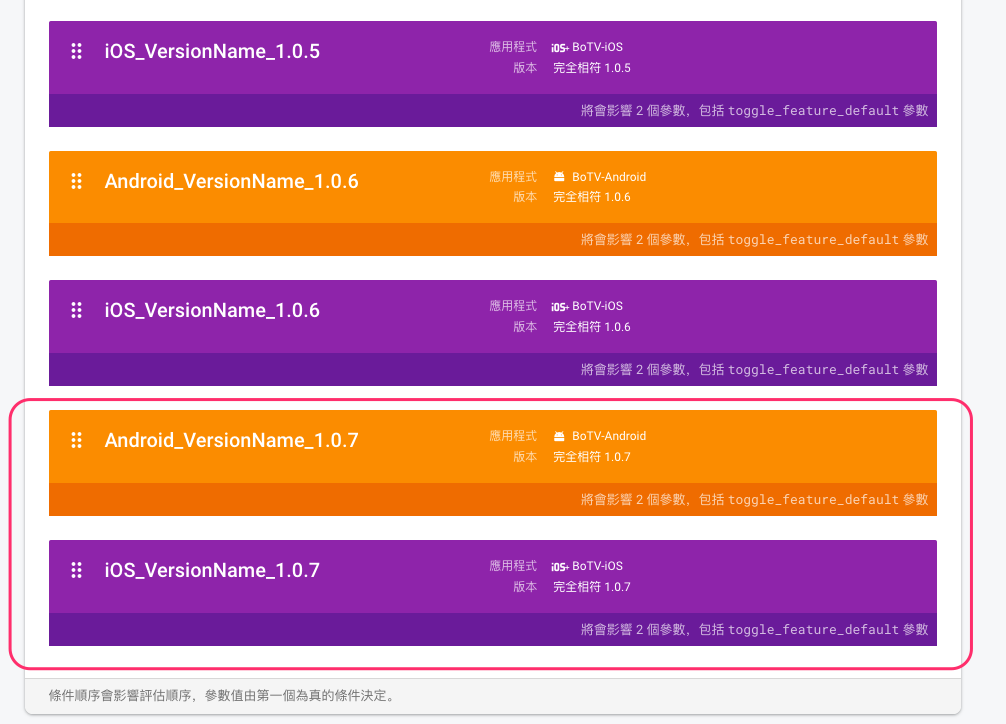 iOS_VersionName_1.0.5
應用程式 iOS+ BoTV-iOS
版本 完全相符 1.0.5
將會影響 2 個參數，包括 toggle_feature_default 參數
Android_VersionName_1.0.6
應用程式 BoTV-Android
版本 完全相符 1.0.6
將會影響 2 個參數，包括 toggle_feature_default 參數
iOS_VersionName_1.0.6
應用程式 iOS+ BoTV-iOS
版本 完全相符 1.0.6
將會影響 2 個參數，包括 toggle_feature_default 參數
Android_VersionName_1.0.7
應用程式 BoTV-Android
版本 完全相符 1.0.7
將會影響 2 個參數，包括 toggle_feature_default 參數
iOS_VersionName_1.0.7
應用程式 iOS+ BoTV-iOS
版本 完全相符 1.0.7
將會影響 2 個參數，包括 toggle_feature_default 參數
條件順序會影響評估順序，參數值由第一個為真的條件決定。